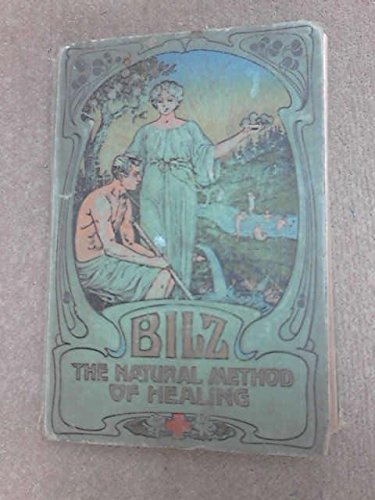 BILZ
THE NATURAL METHOD
OF HEALING